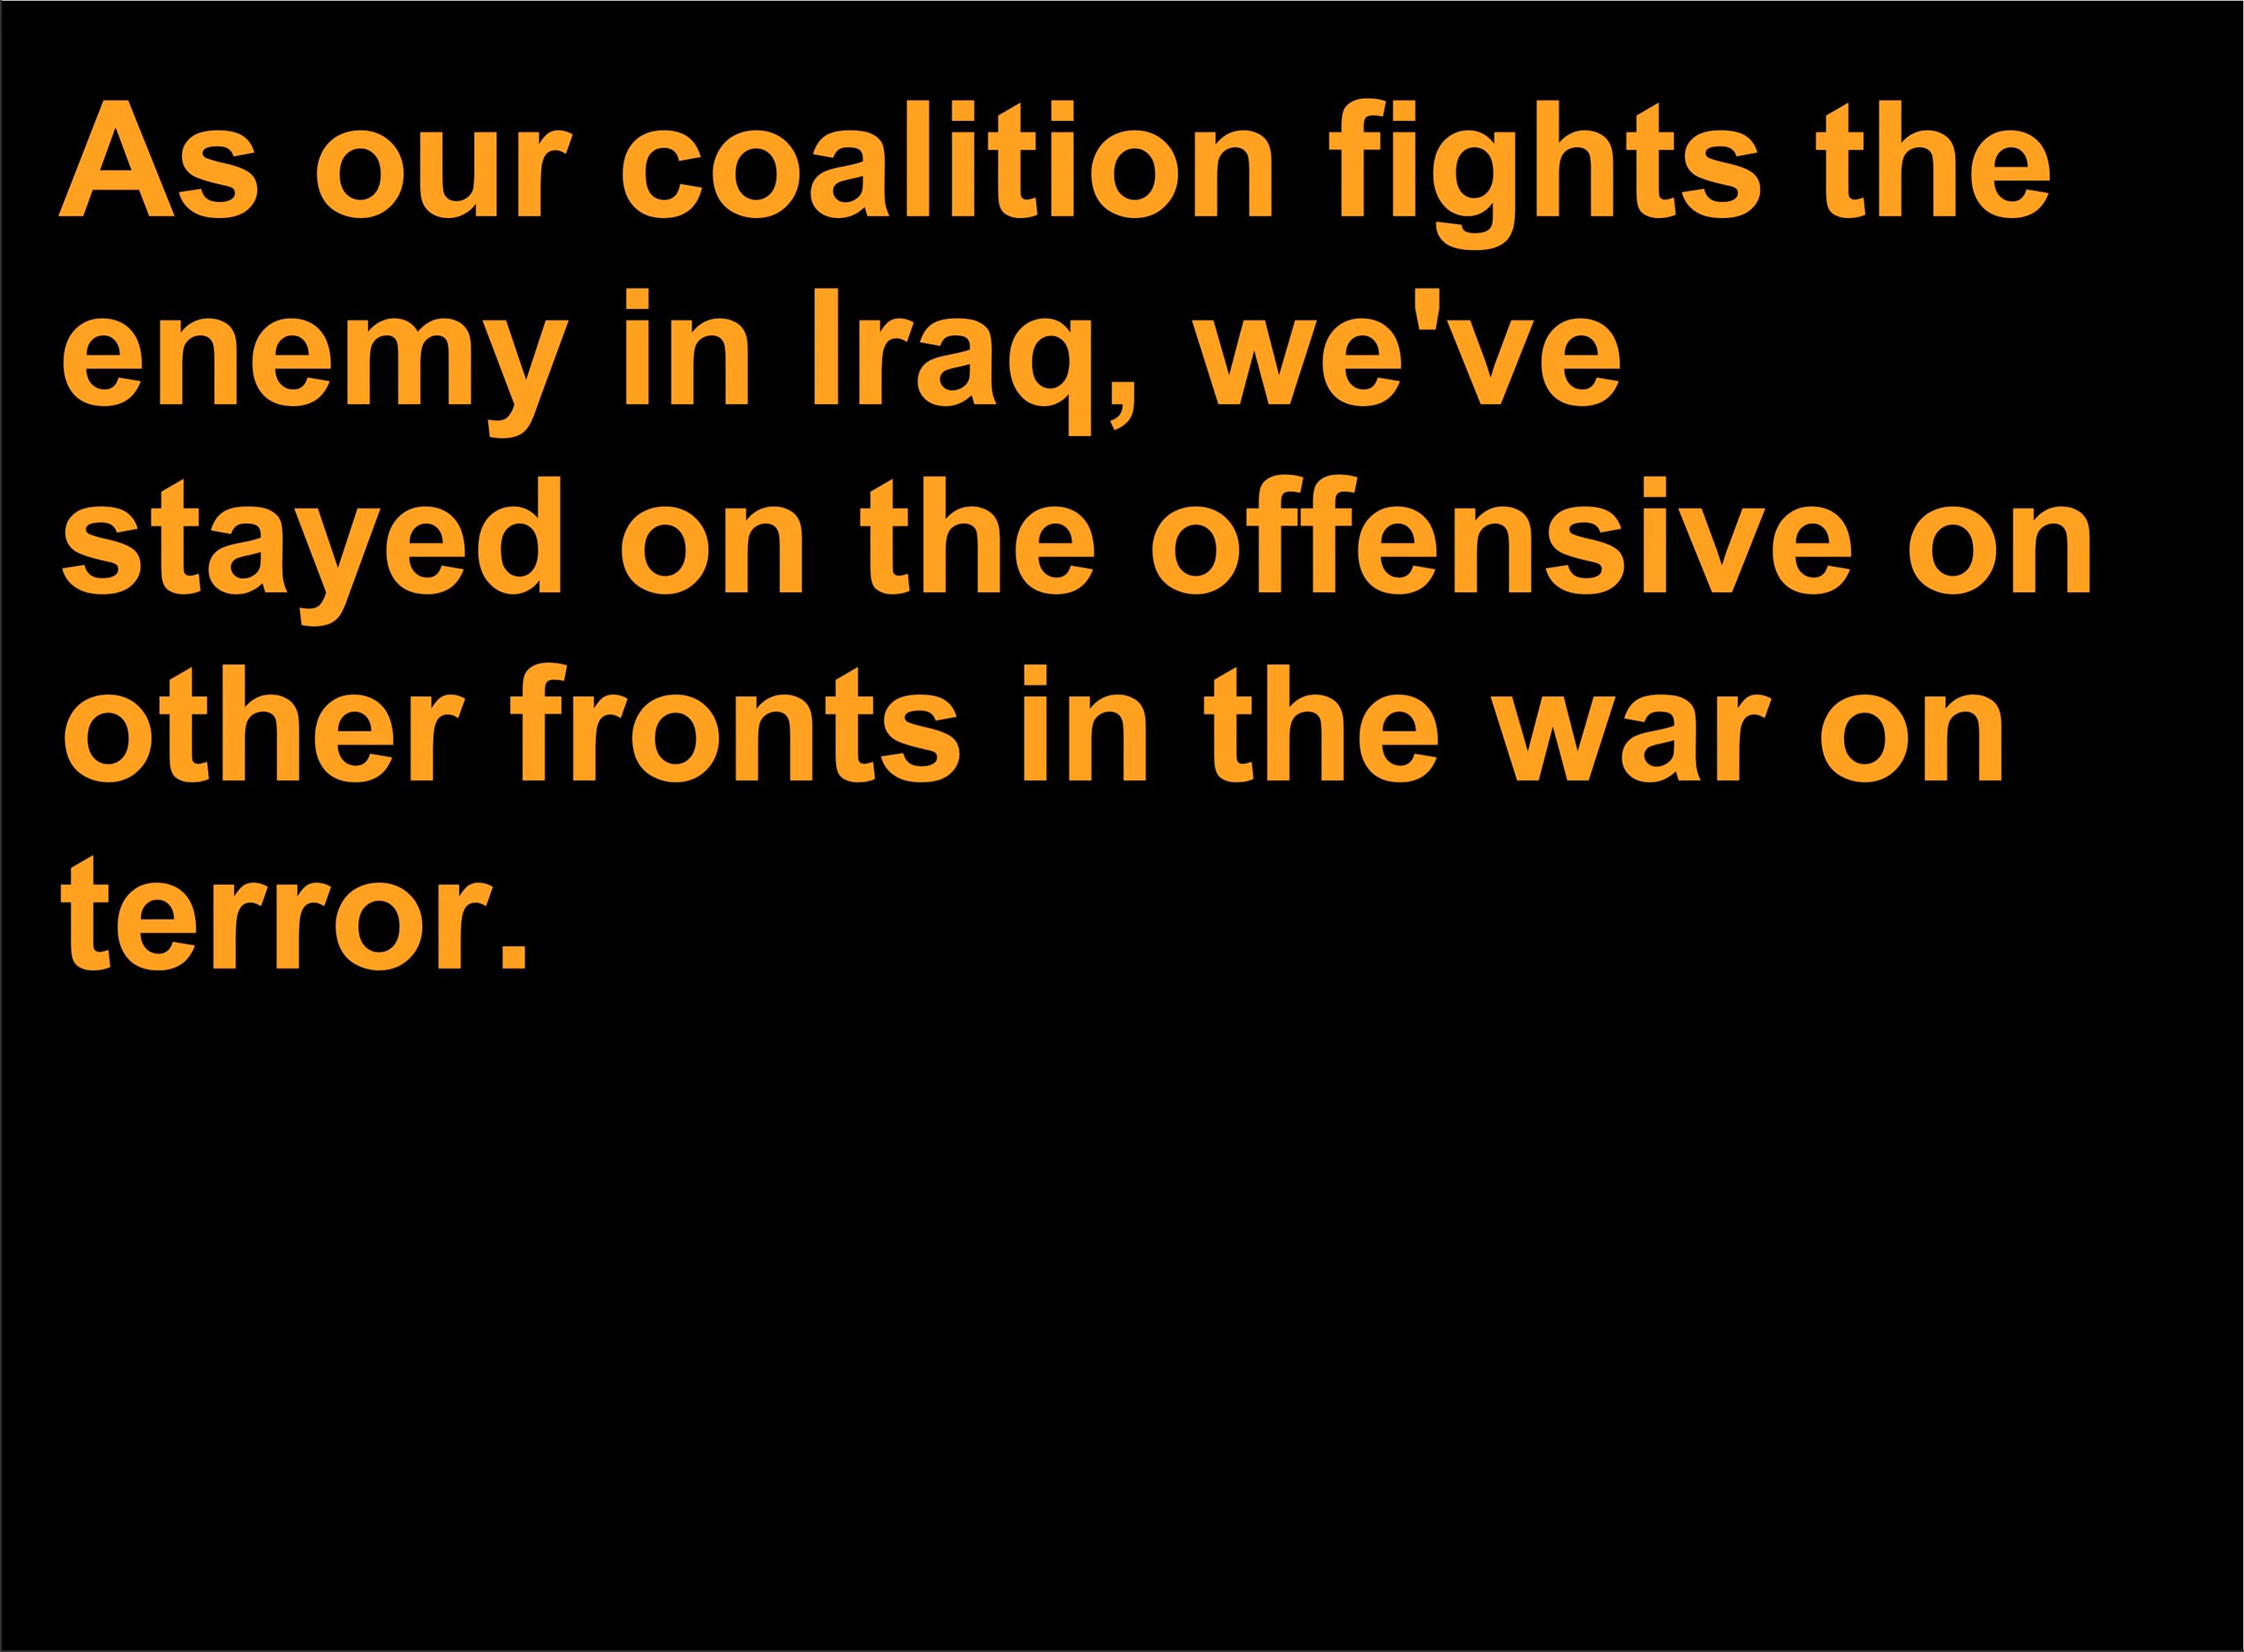 As our coalition fights the
enemy in Iraq, we've
stayed on the offensive on
other fronts in the war on
terror.